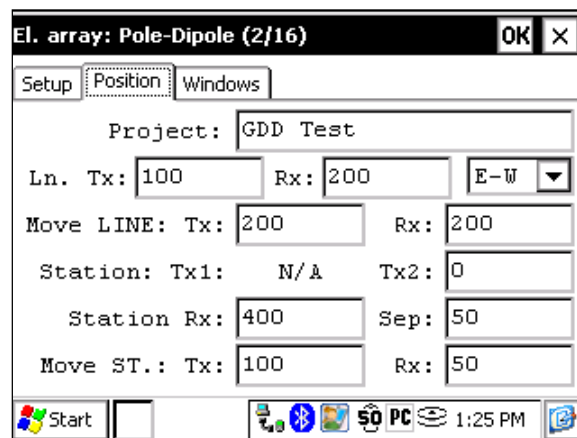 El. array: Pole-Dipole (2/16) OK ×
Setup Position Windows
Project: GDD Test
Ln. Tx: 100 Rx: 200 E-W
Move LINE: Tx: 200 Rx: 200
Station: Tx1: N/A Tx2: 0
Station Rx: 400 Sep: 50
Move ST.: Tx: 100 Rx: 50
Start SO PC 1:25 PM